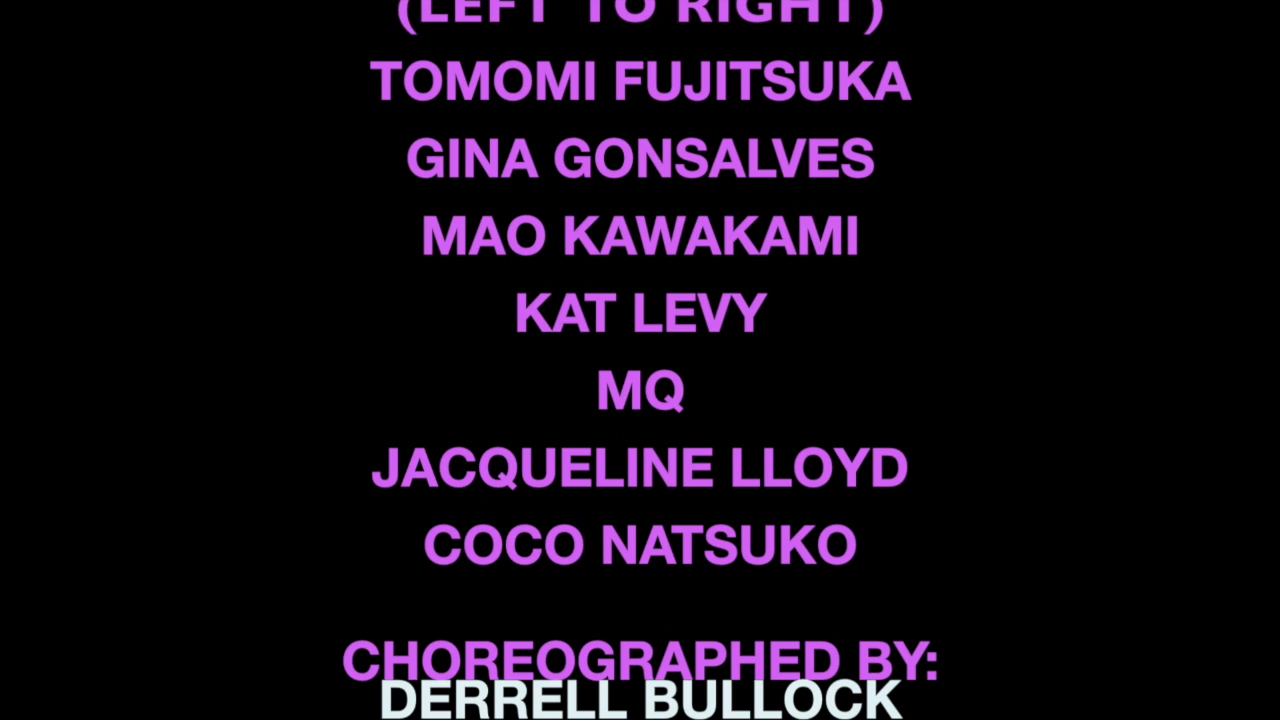 (LEFT TO RIGHT)
TOMOMI FUJITSUKA
GINA GONSALVES
MAO KAWAKAMI
KAT LEVY
MQ
JACQUELINE LLOYD
COCO NATSUKO
CHOREOGRAPHED BY:
DERRELL BULLOCK